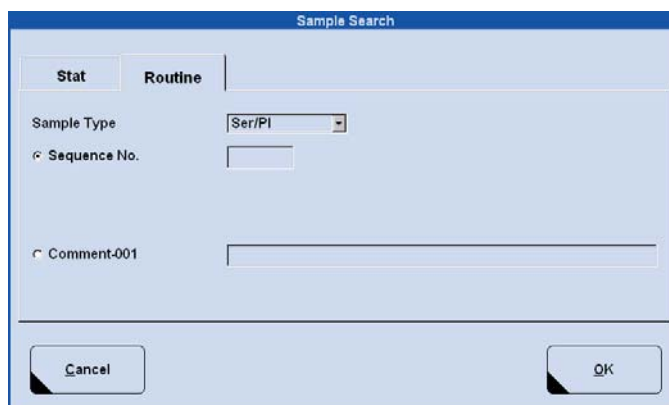 Sample Search
Stat Routine
Sample Type Ser/Pl
Sequence No.
Comment-001
Cancel OK